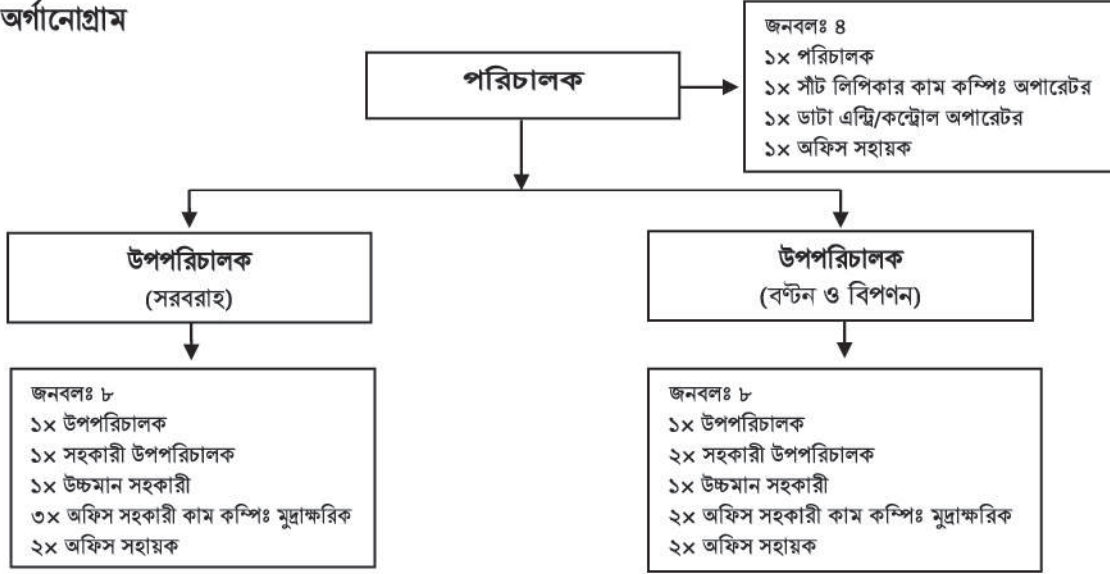 অর্গানোগ্রাম
পরিচালক
জনবলঃ ৪
১× পরিচালক
১× সাঁট লিপিকার কাম কম্পিঃ অপারেটর
১× ডাটা এন্ট্রি/কন্ট্রোল অপারেটর
১× অফিস সহায়ক
উপপরিচালক
(সরবরাহ)
জনবলঃ ৮
১× উপপরিচালক
১× সহকারী উপপরিচালক
১× উচ্চমান সহকারী
৩× অফিস সহকারী কাম কম্পিঃ মুদ্রাক্ষরিক
২× অফিস সহায়ক
উপপরিচালক
(বণ্টন ও বিপণন)
জনবলঃ ৮
১× উপপরিচালক
২× সহকারী উপপরিচালক
১× উচ্চমান সহকারী
২× অফিস সহকারী কাম কম্পিঃ মুদ্রাক্ষরিক
২× অফিস সহায়ক